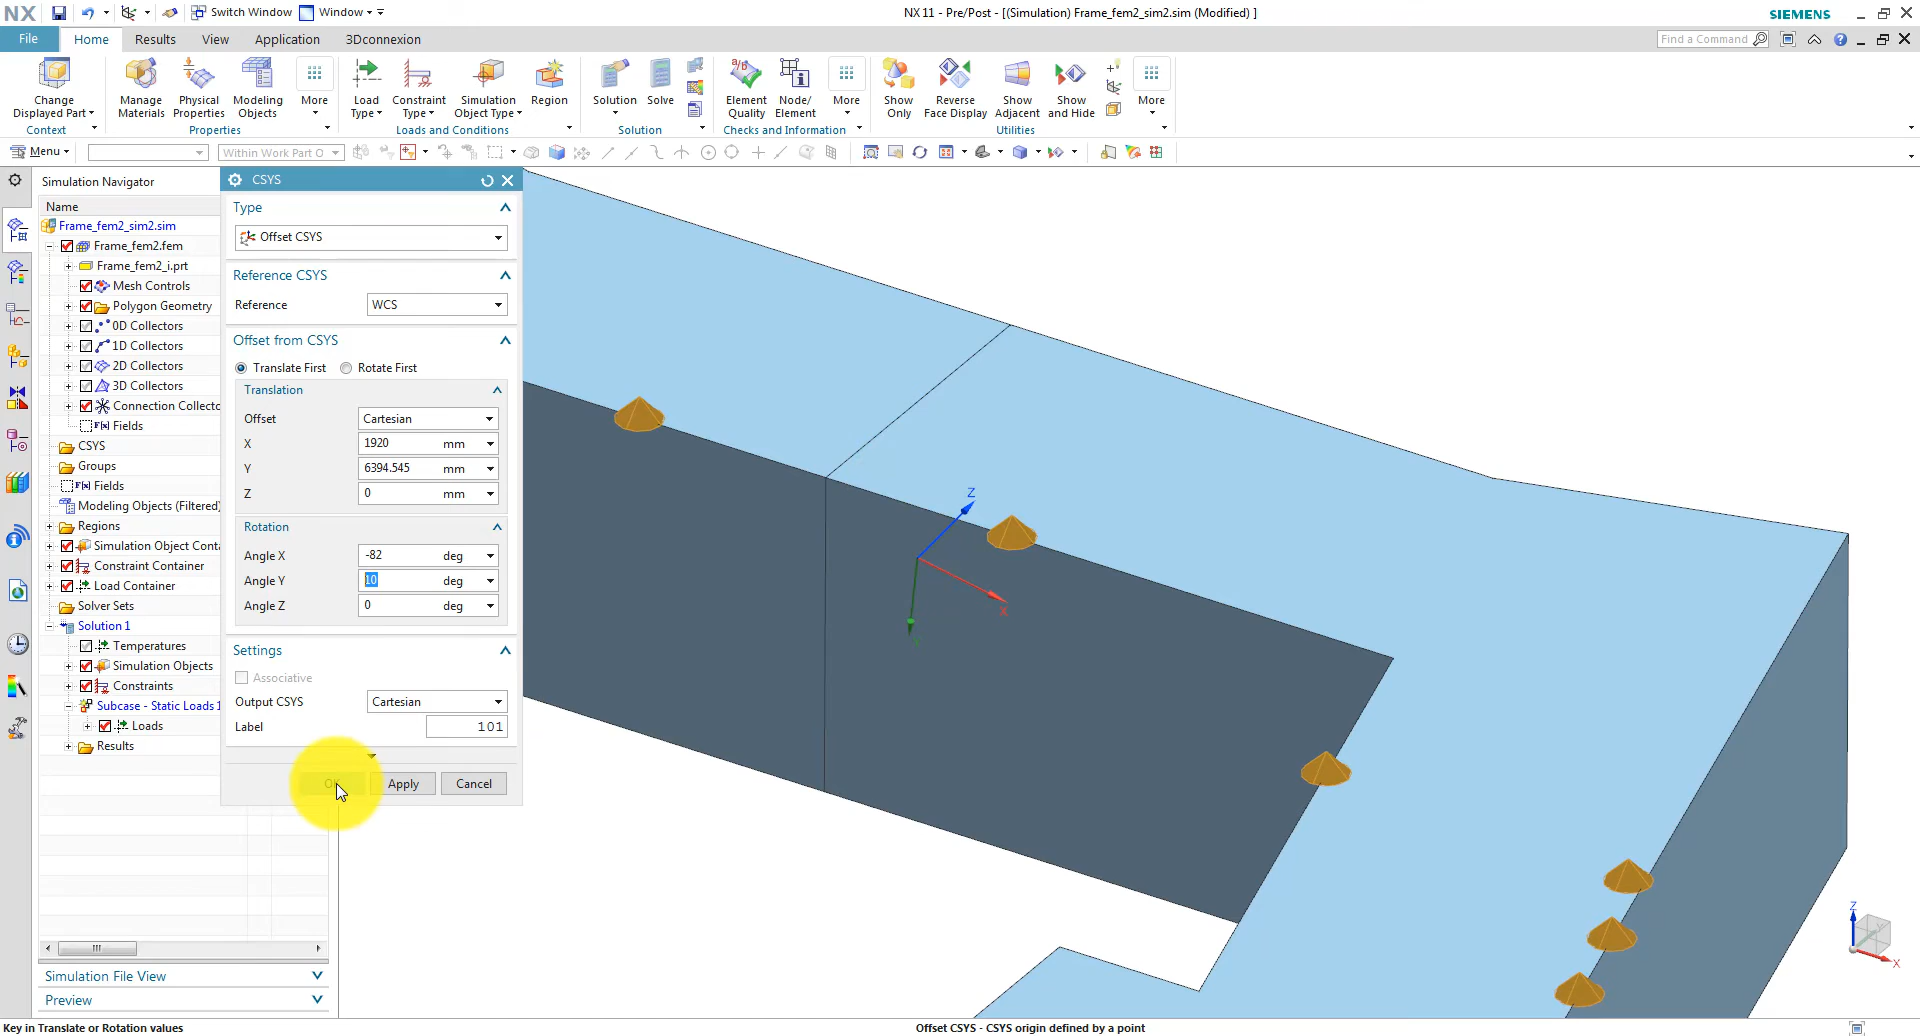 NX
Switch Window
Window
NX 11 - Pre/Post - [(Simulation) Frame_fem2_sim2.sim (Modified) ]
SIEMENS
File
Home
Results
View
Application
3Dconnexion
Find a Command
Change Displayed Part
Manage Materials
Physical Properties
Modeling Objects
More
Load Type
Constraint Type
Simulation Object Type
Region
Solution
Solve
Element Quality
Node/ Element
More
Show Only
Reverse Face Display
Show Adjacent
Show and Hide
More
Context
Properties
Loads and Conditions
Solution
Checks and Information
Utilities
Menu
Within Work Part O
Simulation Navigator
Name
Frame_fem2_sim2.sim
Frame_fem2.fem
Frame_fem2_i.prt
Mesh Controls
Polygon Geometry
0D Collectors
1D Collectors
2D Collectors
3D Collectors
Connection Collecto
Fields
CSYS
Groups
Fields
Modeling Objects (Filtered)
Regions
Simulation Object Conta
Constraint Container
Load Container
Solver Sets
Solution 1
Temperatures
Simulation Objects
Constraints
Subcase - Static Loads 1
Loads
Results
Simulation File View
Preview
CSYS
Type
Offset CSYS
Reference CSYS
Reference WCS
Offset from CSYS
Translate First Rotate First
Translation
Offset Cartesian
X 1920 mm
Y 6394.545 mm
Z 0 mm
Rotation
Angle X -82 deg
Angle Y 10 deg
Angle Z 0 deg
Settings
Associative
Output CSYS Cartesian
Label 101
OK Apply Cancel
Z
X
Z
X
Key in Translate or Rotation values
Offset CSYS - CSYS origin defined by a point